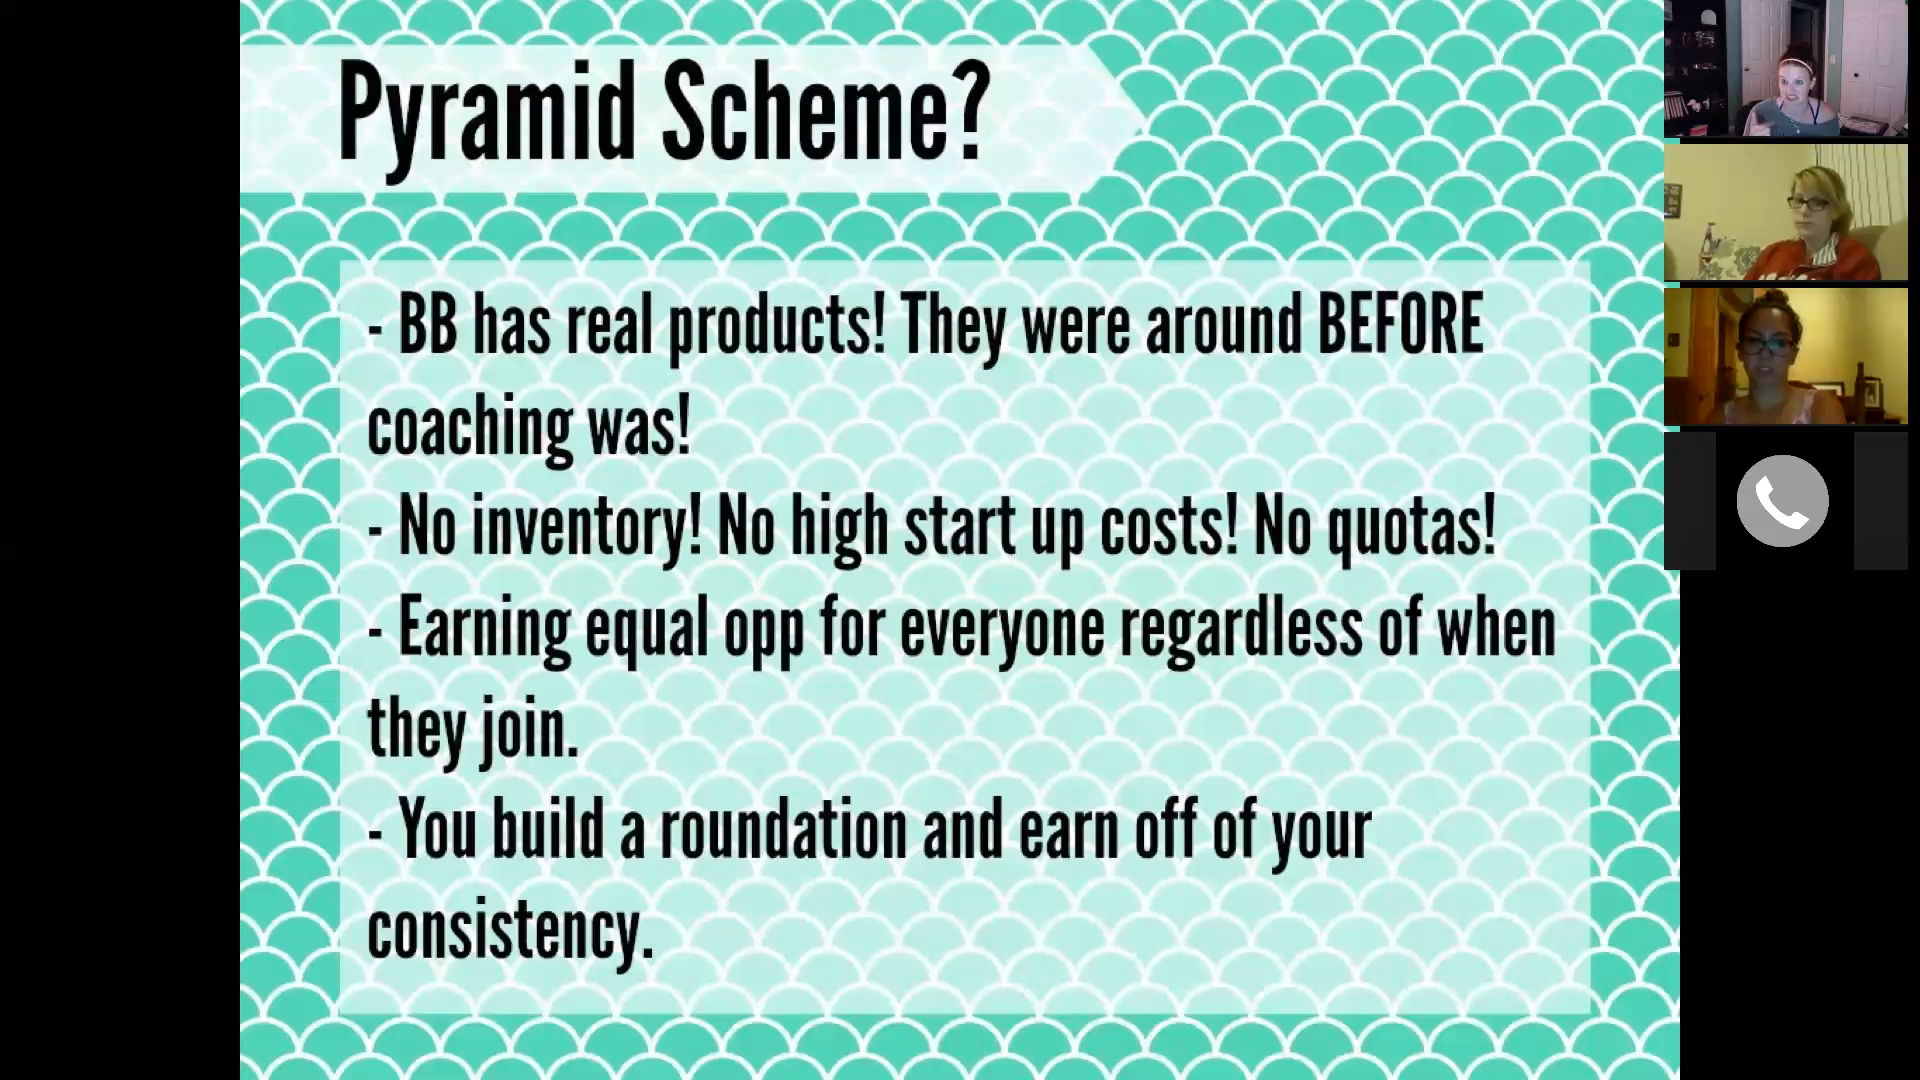 Pyramid Scheme?
- BB has real products! They were around BEFORE
coaching was!
- No inventory! No high start up costs! No quotas!
- Earning equal opp for everyone regardless of when
they join.
- You build a roundation and earn off of your
consistency.